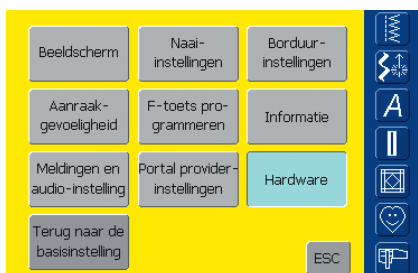 Beeldscherm
Naai-
instellingen
Borduur-
instellingen
Aanraak-
gevoeligheid
F-toets pro-
grammeren
Informatie
Meldingen en
audio-instelling
Portal provider-
instellingen
Hardware
Terug naar de
basisinstelling
ESC
A